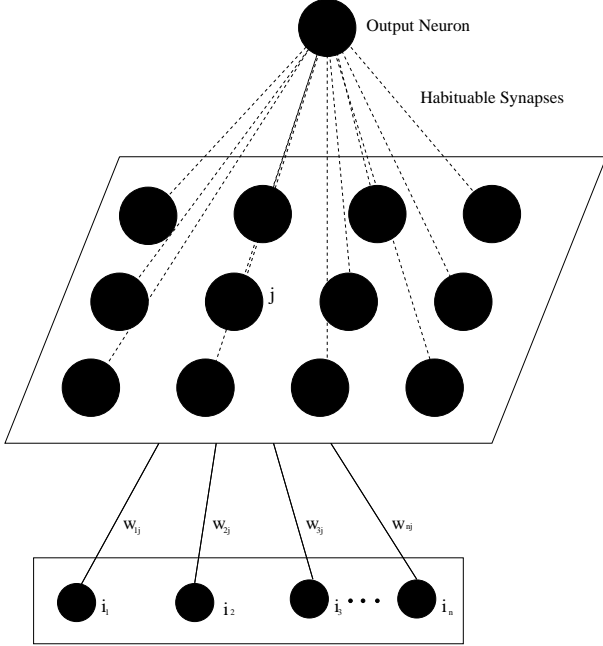 Output Neuron
Habituable Synapses
j
w1j w2j w3j wnj
i1 i2 i3 ••• in